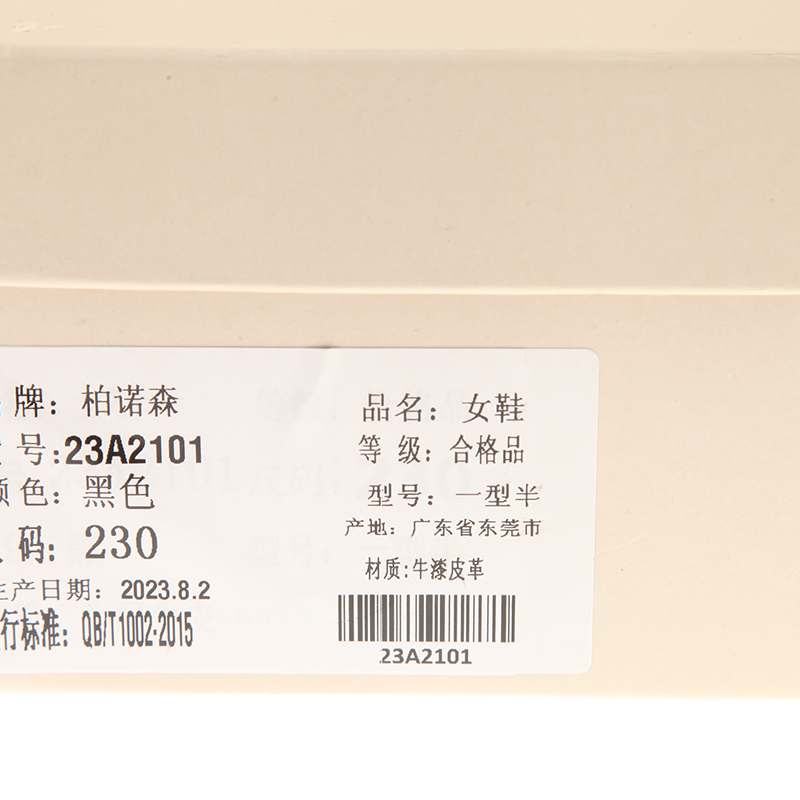 牌：柏诺森
号：23A2101
颜色：黑色
码：230
生产日期：2023.8.2
行标准：QB/T1002-2015
品名：女鞋
等级：合格品
型号：一型半
产地：广东省东莞市
材质：牛漆皮革
23A2101